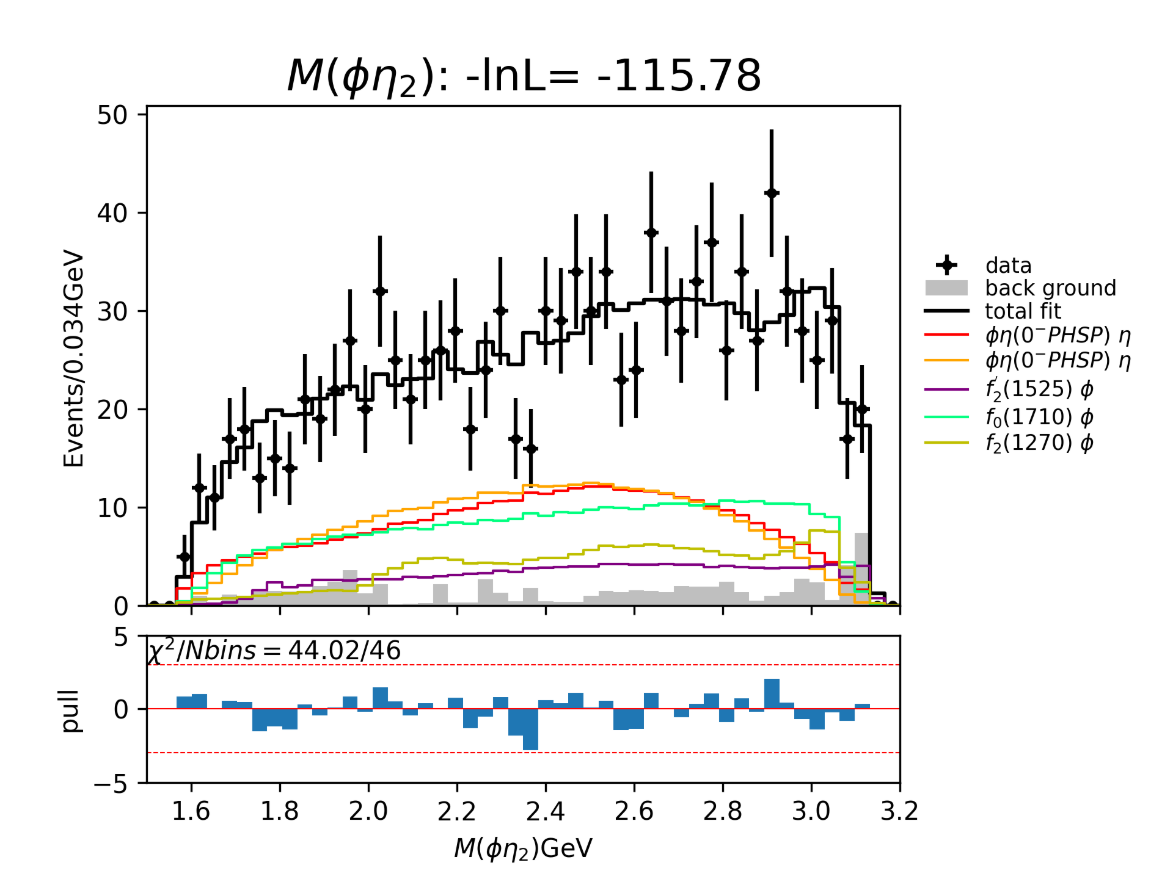 M(ϕη₂): -lnL= -115.78
50
40
30
20
10
0
Events/0.034GeV
data
back ground
total fit
ϕη(0⁻PHSP) η
ϕη(0⁻PHSP) η
f₂′(1525) ϕ
f₀(1710) ϕ
f₂(1270) ϕ
χ²/Nbins = 44.02/46
5
0
−5
pull
1.6 1.8 2.0 2.2 2.4 2.6 2.8 3.0 3.2
M(ϕη₂)GeV